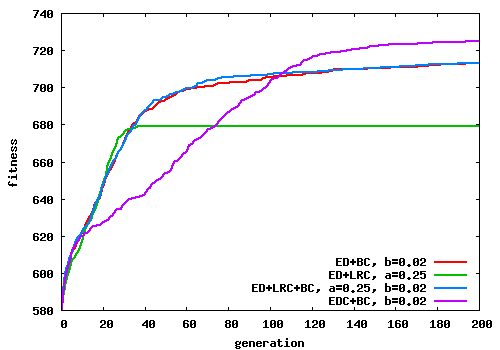 740
720
700
680
660
640
620
600
580
fitness
ED+BC, b=0.02
ED+LRC, a=0.25
ED+LRC+BC, a=0.25, b=0.02
EDC+BC, b=0.02
0 20 40 60 80 100 120 140 160 180 200
generation